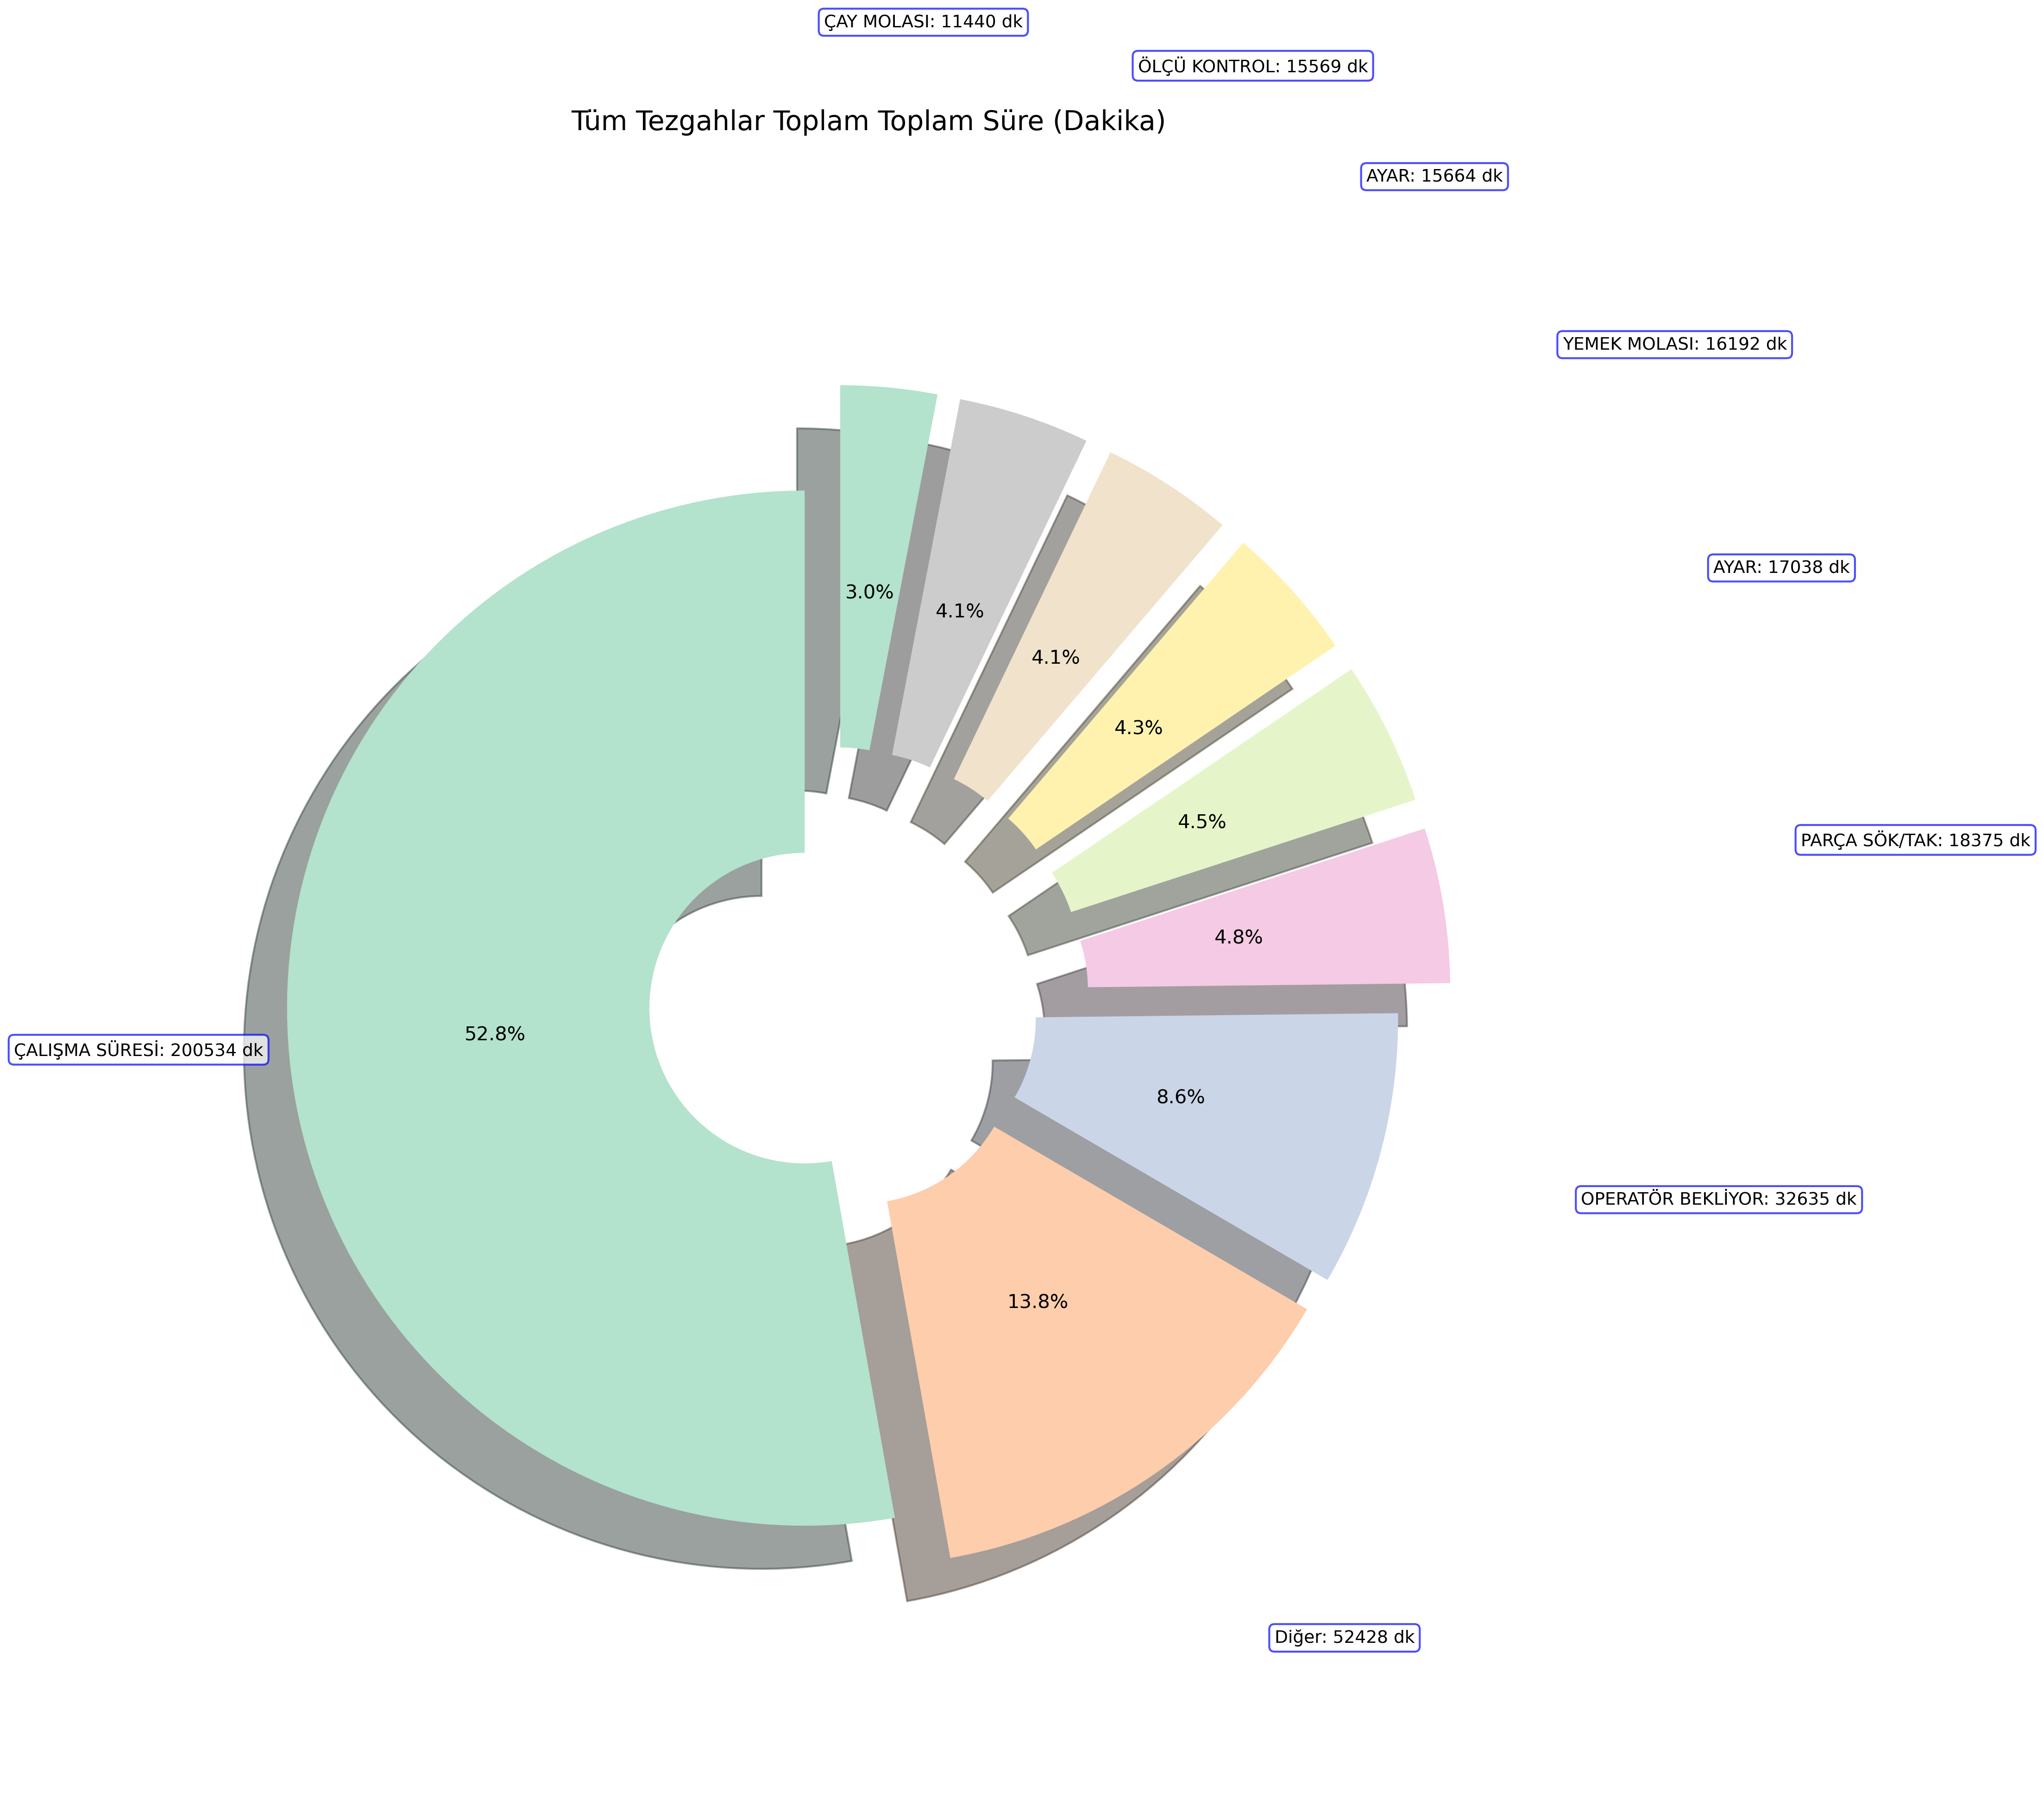 ÇAY MOLASI: 11440 dk
ÖLÇÜ KONTROL: 15569 dk
Tüm Tezgahlar Toplam Toplam Süre (Dakika)
AYAR: 15664 dk
YEMEK MOLASI: 16192 dk
AYAR: 17038 dk
3.0%
4.1%
4.1%
4.3%
4.5%
PARÇA SÖK/TAK: 18375 dk
4.8%
52.8%
ÇALIŞMA SÜRESİ: 200534 dk
8.6%
OPERATÖR BEKLİYOR: 32635 dk
13.8%
Diğer: 52428 dk